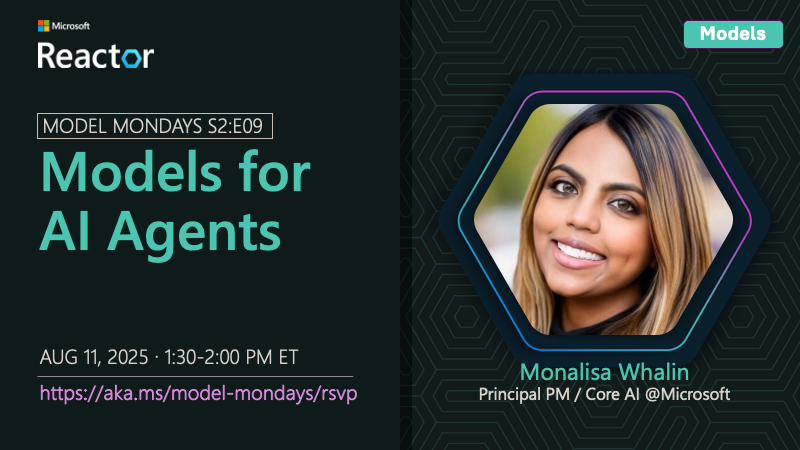 Microsoft
Reactor
Models
MODEL MONDAYS S2:E09
Models for
AI Agents
AUG 11, 2025 · 1:30-2:00 PM ET
https://aka.ms/model-mondays/rsvp
Monalisa Whalin
Principal PM / Core AI @Microsoft